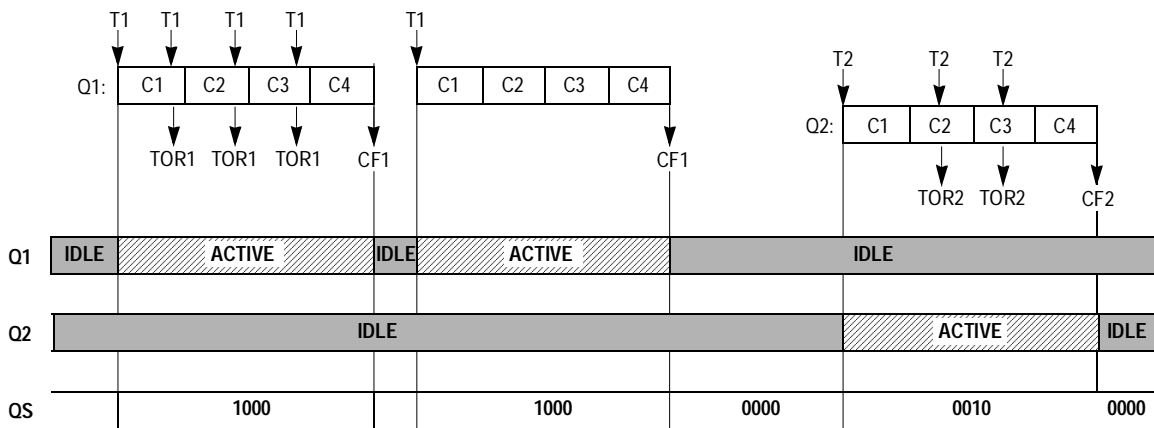 T1 T1 T1 T1 T1
T2 T2 T2
Q1: C1 C2 C3 C4 C1 C2 C3 C4
Q2: C1 C2 C3 C4
TOR1 TOR1 TOR1 CF1 CF1
TOR2 TOR2 CF2
Q1 IDLE ACTIVE IDLE ACTIVE IDLE
Q2 IDLE ACTIVE IDLE
QS 1000 1000 0000 0010 0000